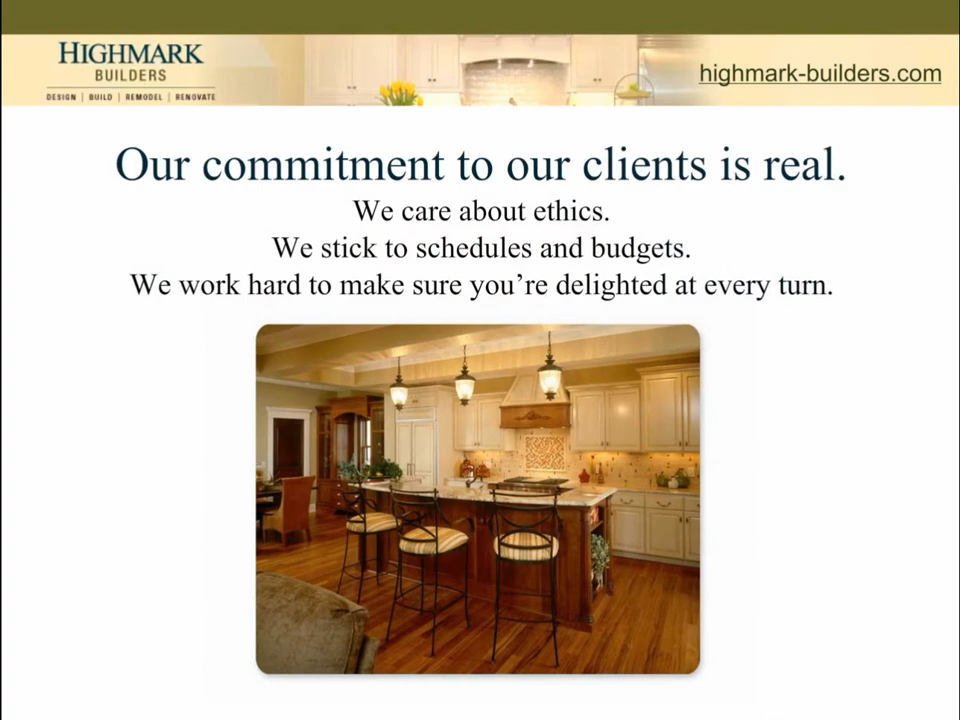 HIGHMARK
BUILDERS
DESIGN | BUILD | REMODEL | RENOVATE
highmark-builders.com
Our commitment to our clients is real.
We care about ethics.
We stick to schedules and budgets.
We work hard to make sure you’re delighted at every turn.